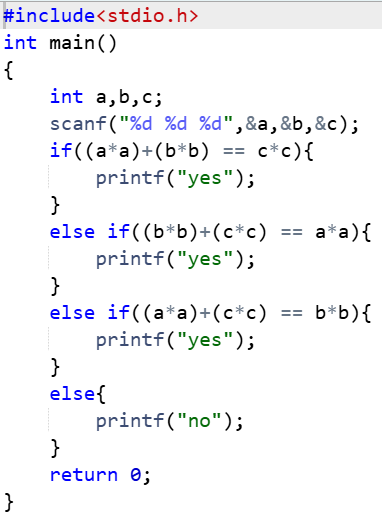 #include<stdio.h>
int main()
{
    int a,b,c;
    scanf("%d %d %d",&a,&b,&c);
    if((a*a)+(b*b) == c*c){
        printf("yes");
    }
    else if((b*b)+(c*c) == a*a){
        printf("yes");
    }
    else if((a*a)+(c*c) == b*b){
        printf("yes");
    }
    else{
        printf("no");
    }
    return 0;
}